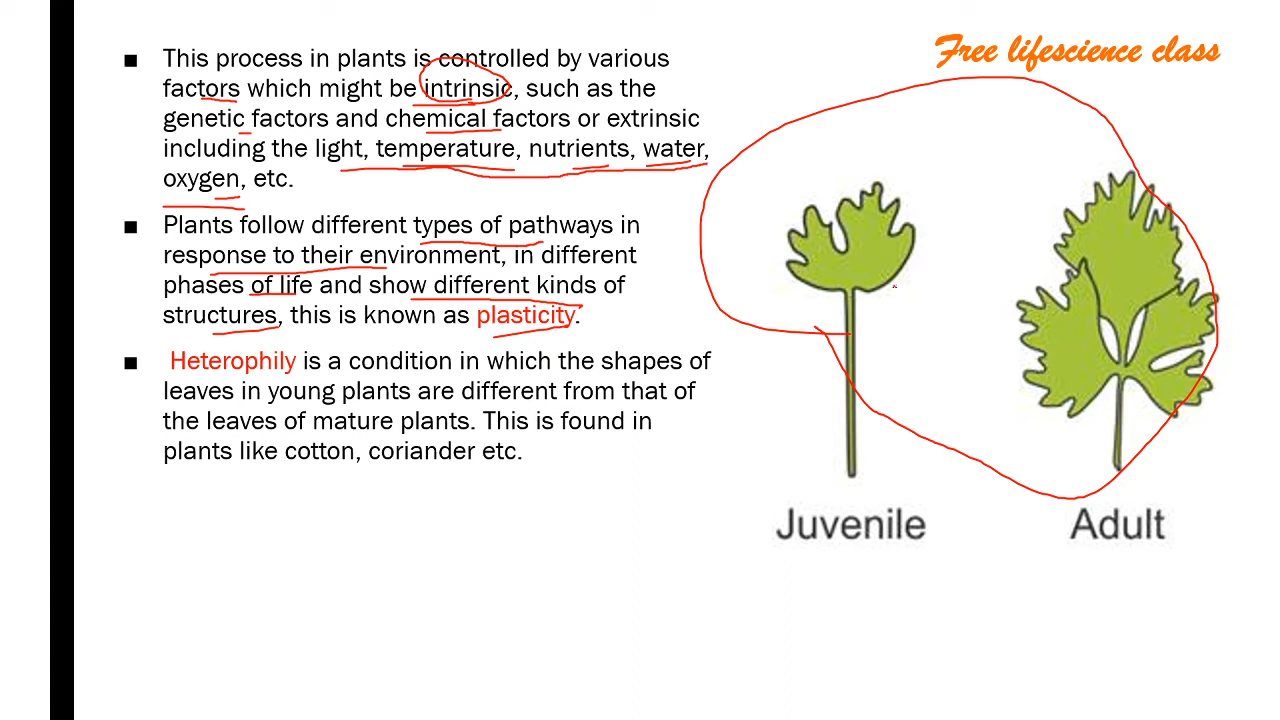 Free lifescience class
This process in plants is controlled by various
factors which might be intrinsic, such as the
genetic factors and chemical factors or extrinsic
including the light, temperature, nutrients, water,
oxygen, etc.
Plants follow different types of pathways in
response to their environment, in different
phases of life and show different kinds of
structures, this is known as plasticity.
Heterophily is a condition in which the shapes of
leaves in young plants are different from that of
the leaves of mature plants. This is found in
plants like cotton, coriander etc.
Juvenile
Adult